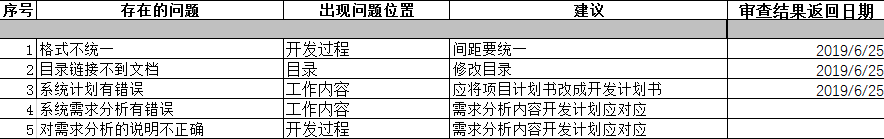 序号 存在的问题 出现问题位置 建议 审查结果返回日期
1 格式不统一 开发过程 间距要统一 2019/6/25
2 目录链接不到文档 目录 修改目录 2019/6/25
3 系统计划有错误 工作内容 应将项目计划书改成开发计划书 2019/6/25
4 系统需求分析有错误 工作内容 需求分析内容开发计划应对应
5 对需求分析的说明不正确 开发过程 需求分析内容开发计划应对应